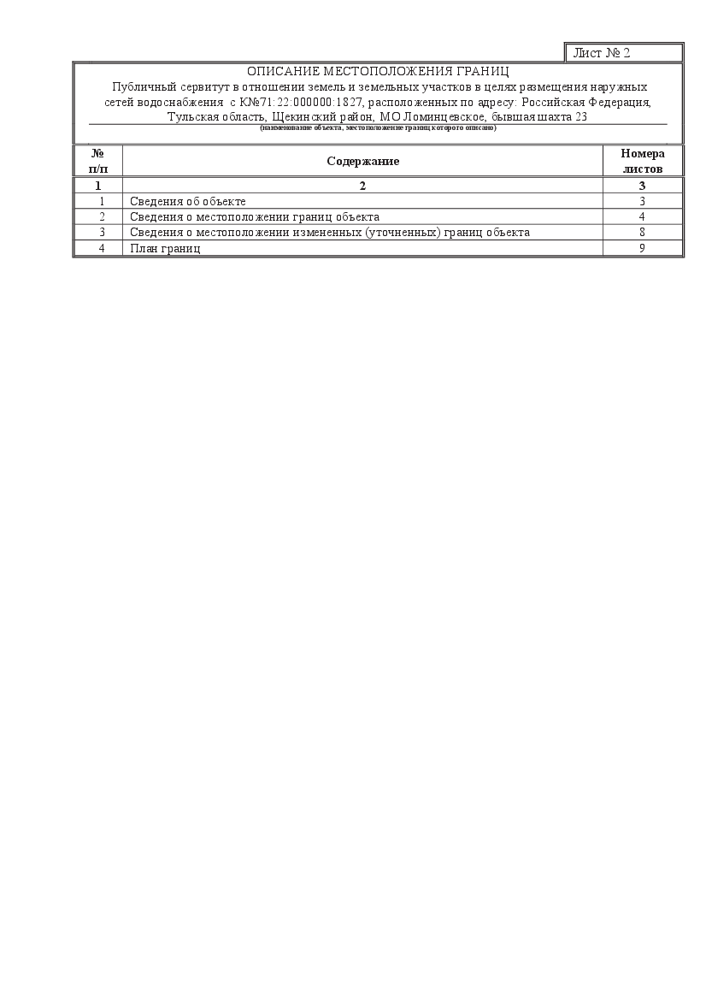 Лист № 2
ОПИСАНИЕ МЕСТОПОЛОЖЕНИЯ ГРАНИЦ
Публичный сервитут в отношении земель и земельных участков в целях размещения наружных
сетей водоснабжения с К№71:22:000000:1827, расположенных по адресу: Российская Федерация,
Тульская область, Щекинский район, МО Ломинцевское, бывшая шахта 23
(наименование объекта, местоположение границ которого описано)
№ Содержание Номера
п/п листов
1 2 3
1 Сведения об объекте 3
2 Сведения о местоположении границ объекта 4
3 Сведения о местоположении измененных (уточненных) границ объекта 8
4 План границ 9